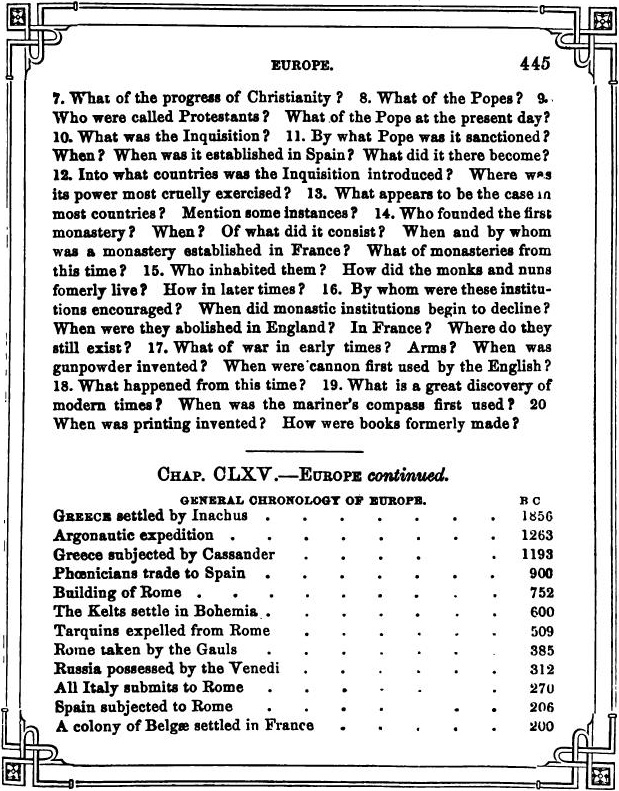 EUROPE. 445
7. What of the progress of Christianity? 8. What of the Popes? 9.
Who were called Protestants? What of the Pope at the present day?
10. What was the Inquisition? 11. By what Pope was it sanctioned?
When? When was it established in Spain? What did it there become?
12. Into what countries was the Inquisition introduced? Where was
its power most cruelly exercised? 13. What appears to be the case in
most countries? Mention some instances? 14. Who founded the first
monastery? When? Of what did it consist? When and by whom
was a monastery established in France? What of monasteries from
this time? 15. Who inhabited them? How did the monks and nuns
fomerly live? How in later times? 16. By whom were these institu-
tions encouraged? When did monastic institutions begin to decline?
When were they abolished in England? In France? Where do they
still exist? 17. What of war in early times? Arms? When was
gunpowder invented? When were cannon first used by the English?
18. What happened from this time? 19. What is a great discovery of
modern times? When was the mariner's compass first used? 20
When was printing invented? How were books formerly made?
CHAP. CLXV.—EUROPE continued.
GENERAL CHRONOLOGY OF EUROPE. B C
GREECE settled by Inachus . . . . . . . 1856
Argonautic expedition . . . . . . . . 1263
Greece subjected by Cassander . . . . . 1193
Phœnicians trade to Spain . . . . . . . 900
Building of Rome . . . . . . . . . 752
The Kelts settle in Bohemia . . . . . . . 600
Tarquins expelled from Rome . . . . . . 509
Rome taken by the Gauls . . . . . . . 385
Russia possessed by the Venedi . . . . . . 312
All Italy submits to Rome . . . . . . 270
Spain subjected to Rome . . . . . . 206
A colony of Belgæ settled in France . . . . . 200